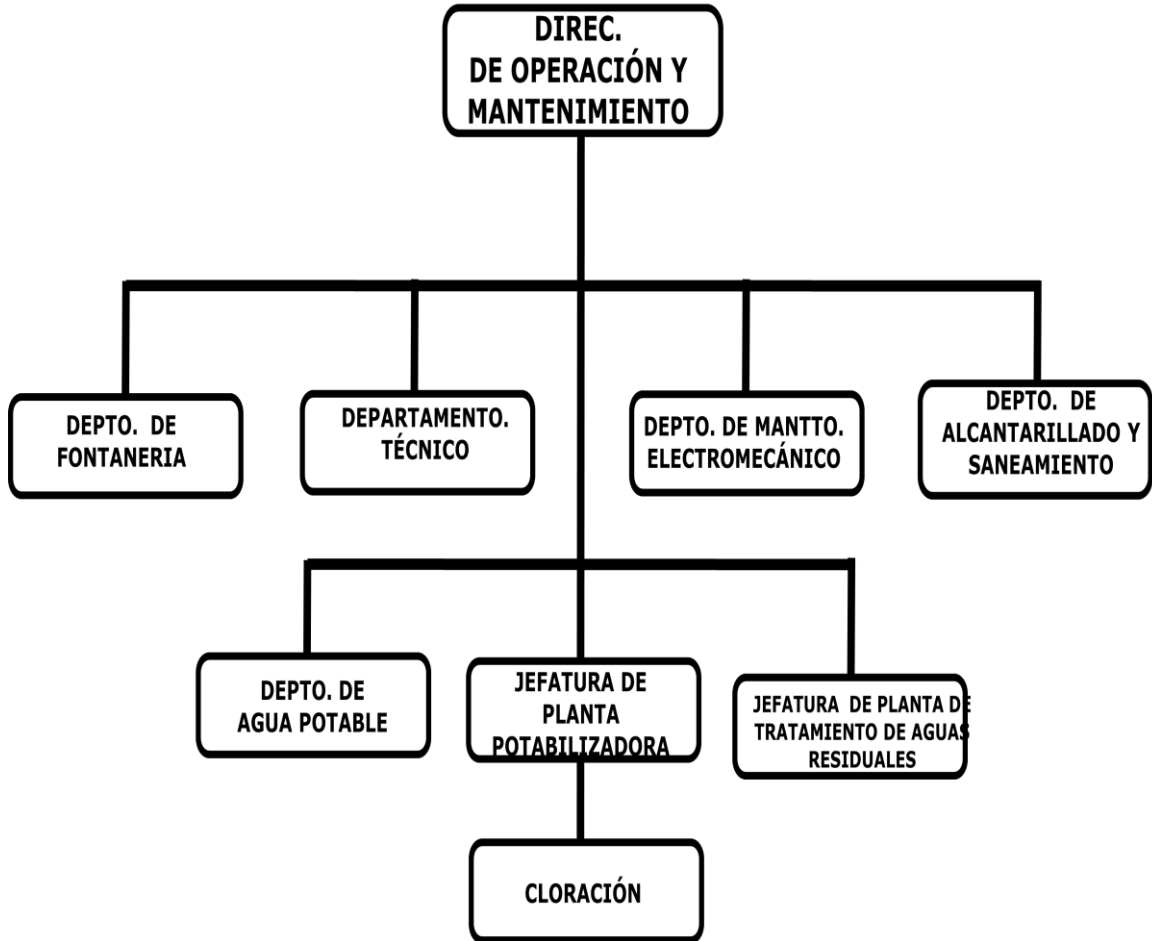 DIREC.
DE OPERACIÓN Y
MANTENIMIENTO
DEPTO. DE
FONTANERIA
DEPARTAMENTO.
TÉCNICO
DEPTO. DE MANTTO.
ELECTROMECÁNICO
DEPTO. DE
ALCANTARILLADO Y
SANEAMIENTO
DEPTO. DE
AGUA POTABLE
JEFATURA DE
PLANTA
POTABILIZADORA
JEFATURA DE PLANTA DE
TRATAMIENTO DE AGUAS
RESIDUALES
CLORACIÓN